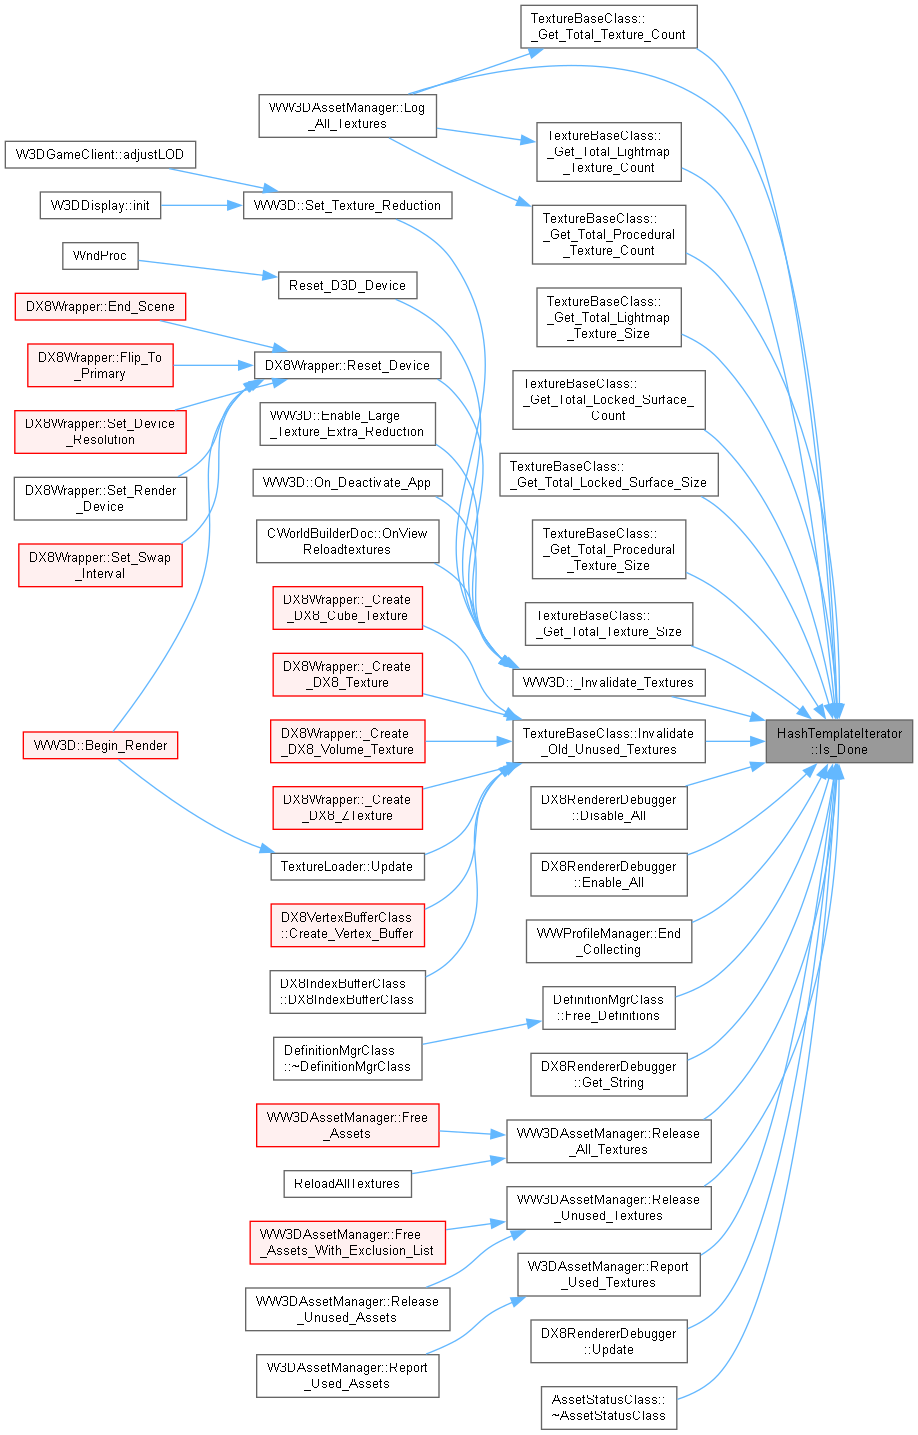 TextureBaseClass::
_Get_Total_Texture_Count
WW3DAssetManager::Log
_All_Textures
TextureBaseClass::
_Get_Total_Lightmap
_Texture_Count
W3DGameClient::adjustLOD
W3DDisplay::init
WW3D::Set_Texture_Reduction
TextureBaseClass::
_Get_Total_Procedural
_Texture_Count
WndProc
Reset_D3D_Device
DX8Wrapper::End_Scene
TextureBaseClass::
_Get_Total_Lightmap
_Texture_Size
DX8Wrapper::Flip_To
_Primary
DX8Wrapper::Reset_Device
TextureBaseClass::
_Get_Total_Locked_Surface_
Count
DX8Wrapper::Set_Device
_Resolution
WW3D::Enable_Large
_Texture_Extra_Reduction
TextureBaseClass::
_Get_Total_Locked_Surface_Size
DX8Wrapper::Set_Render
_Device
WW3D::On_Deactivate_App
CWorldBuilderDoc::OnView
Reloadtextures
TextureBaseClass::
_Get_Total_Procedural
_Texture_Size
DX8Wrapper::Set_Swap
_Interval
DX8Wrapper::_Create
_DX8_Cube_Texture
TextureBaseClass::
_Get_Total_Texture_Size
DX8Wrapper::_Create
_DX8_Texture
WW3D::_Invalidate_Textures
WW3D::Begin_Render
DX8Wrapper::_Create
_DX8_Volume_Texture
TextureBaseClass::Invalidate
_Old_Unused_Textures
HashTemplateIterator
::Is_Done
DX8Wrapper::_Create
_DX8_ZTexture
DX8RendererDebugger
::Disable_All
TextureLoader::Update
DX8RendererDebugger
::Enable_All
DX8VertexBufferClass
::Create_Vertex_Buffer
WWProfileManager::End
_Collecting
DX8IndexBufferClass
::DX8IndexBufferClass
DefinitionMgrClass
::Free_Definitions
DefinitionMgrClass
::~DefinitionMgrClass
DX8RendererDebugger
::Get_String
WW3DAssetManager::Free
_Assets
WW3DAssetManager::Release
_All_Textures
ReloadAllTextures
WW3DAssetManager::Release
_Unused_Textures
WW3DAssetManager::Free
_Assets_With_Exclusion_List
W3DAssetManager::Report
_Used_Textures
WW3DAssetManager::Release
_Unused_Assets
DX8RendererDebugger
::Update
W3DAssetManager::Report
_Used_Assets
AssetStatusClass::
~AssetStatusClass